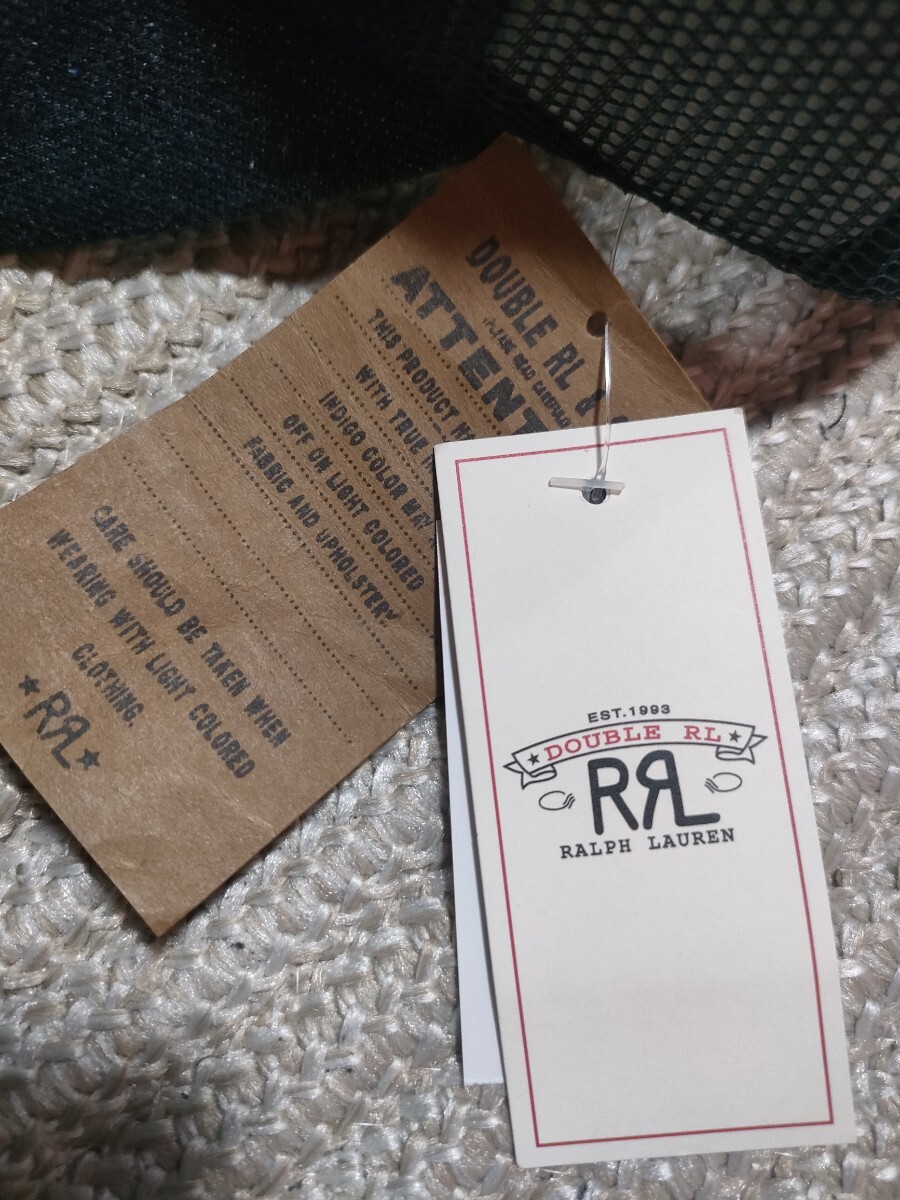 DOUBLE RL
ATTENT
THIS PRODUCT
WITH TRUE
INDIGO COLOR MAY
OFF ON LIGHT COLORED
FABRIC AND UPHOLSTERY
CARE SHOULD BE TAKEN WHEN
WEARING WITH LIGHT COLORED
CLOTHING.
RRL
EST.1993
DOUBLE RL
RRL
RALPH LAUREN